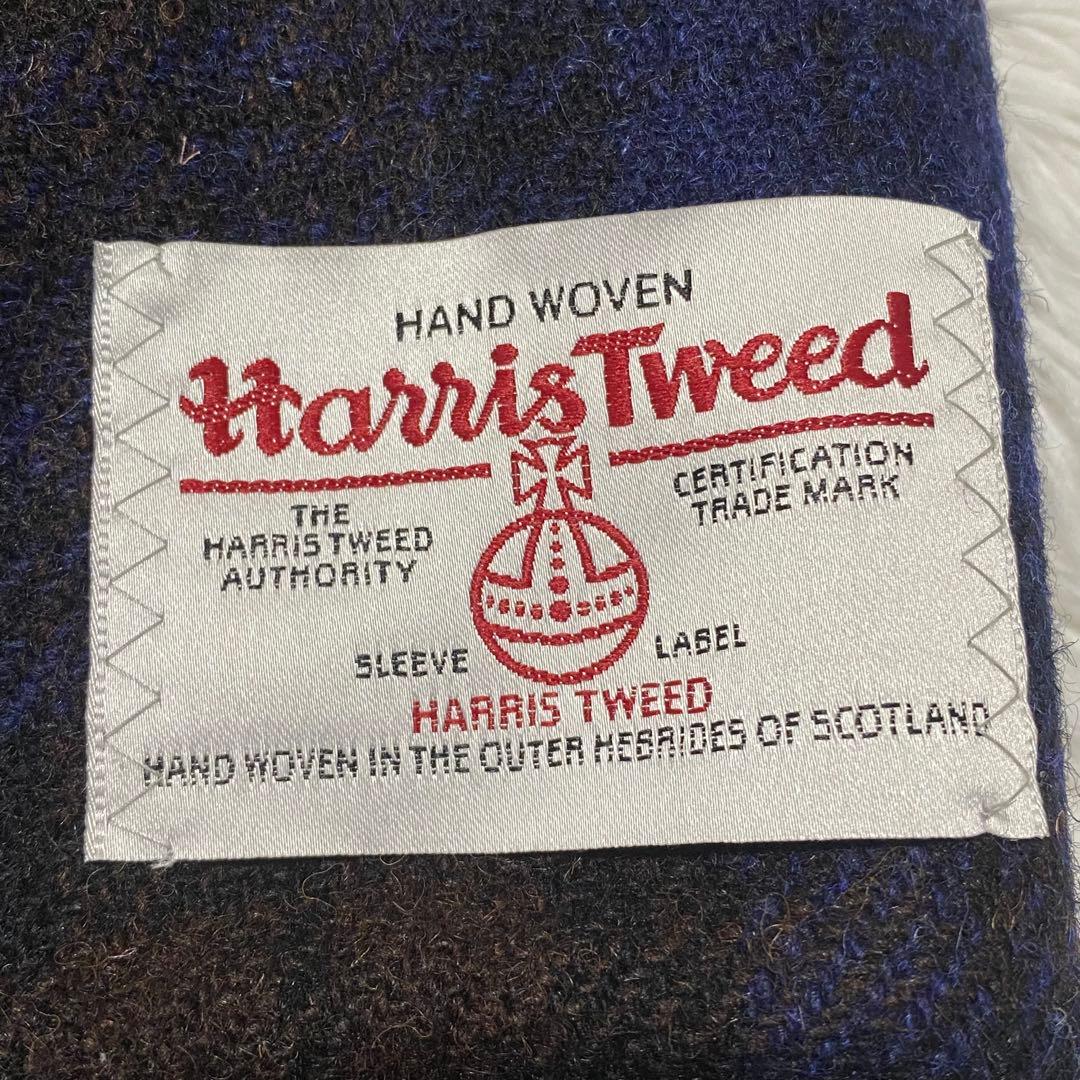 HAND WOVEN
Harris Tweed
THE
HARRIS TWEED
AUTHORITY
CERTIFICATION
TRADE MARK
SLEEVE LABEL
HARRIS TWEED
HAND WOVEN IN THE OUTER HEBRIDES OF SCOTLAND